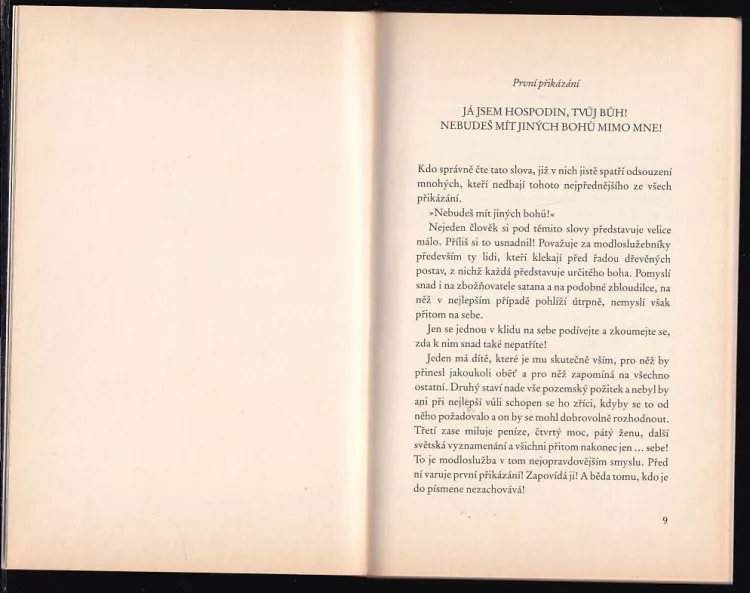 První přikázání
JÁ JSEM HOSPODIN, TVŮJ BŮH!
NEBUDEŠ MÍT JINÝCH BOHŮ MIMO MNE!
Kdo správně čte tato slova, již v nich jistě spatří odsouzení
mnohých, kteří nedbají tohoto nejpřednějšího ze všech
přikázání.
»Nebudeš mít jiných bohů!«
Nejeden člověk si pod těmito slovy představuje velice
málo. Příliš si to usnadnil! Považuje za modloslužebníky
především ty lidi, kteří klekají před řadou dřevěných
postav, z nichž každá představuje určitého boha. Pomyslí
snad i na zbožňovatele satana a na podobné zbloudilce, na
něž v nejlepším případě pohlíží útrpně, nemyslí však
přitom na sebe.
Jen se jednou v klidu na sebe podívejte a zkoumejte se,
zda k nim snad také nepatříte!
Jeden má dítě, které je mu skutečně vším, pro něž by
přinesl jakoukoli oběť a pro něž zapomíná na všechno
ostatní. Druhý staví nade vše pozemský požitek a nebyl by
ani při nejlepší vůli schopen se ho zříci, kdyby se to od
něho požadovalo a on by se mohl dobrovolně rozhodnout.
Třetí zase miluje peníze, čtvrtý moc, pátý ženu, další
světská vyznamenání a všichni přitom nakonec jen ... sebe!
To je modloslužba v tom nejopravdovějším smyslu. Před
ní varuje první přikázání! Zapovídá ji! A běda tomu, kdo je
do písmene nezachovává!
9